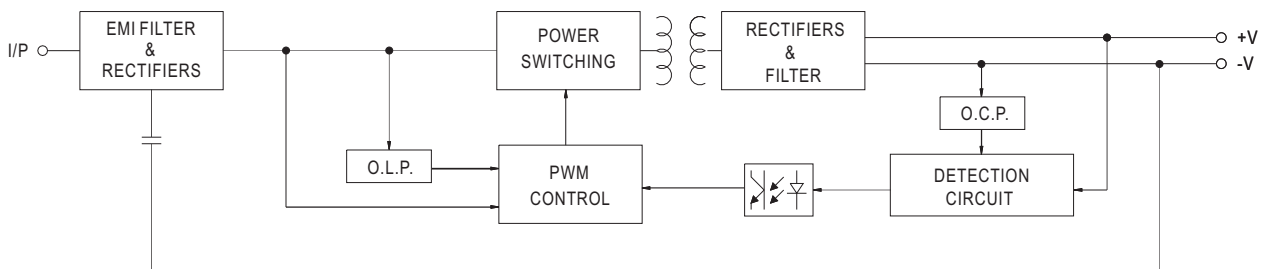 I/P
EMI FILTER
&
RECTIFIERS
POWER
SWITCHING
RECTIFIERS
&
FILTER
+V
-V
O.C.P.
O.L.P.
PWM
CONTROL
DETECTION
CIRCUIT